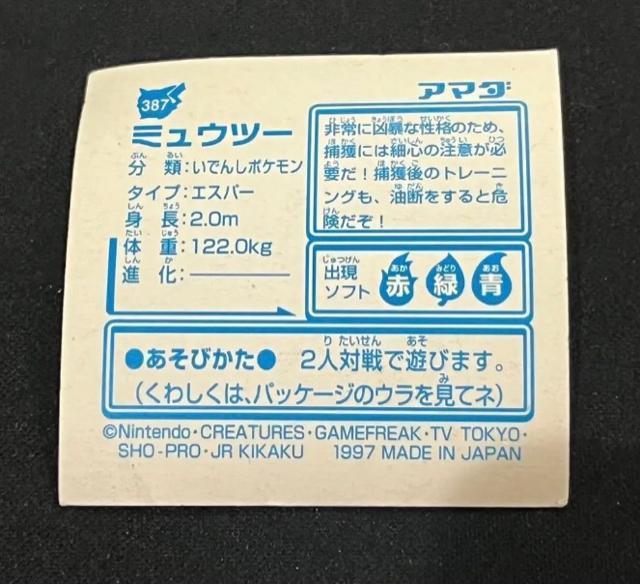 387
アマダ
ミュウツー
分類:いでんしポケモン
タイプ:エスパー
身長:2.0m
体重:122.0kg
進化:―――――
非常に凶暴な性格のため、
捕獲には細心の注意が必
要だ!捕獲後のトレーニ
ングも、油断をすると危
険だぞ!
出現
ソフト
赤 緑 青
●あそびかた● 2人対戦で遊びます。
(くわしくは、パッケージのウラを見てネ)
©Nintendo・CREATURES・GAMEFREAK・TV TOKYO・
SHO-PRO・JR KIKAKU 1997 MADE IN JAPAN